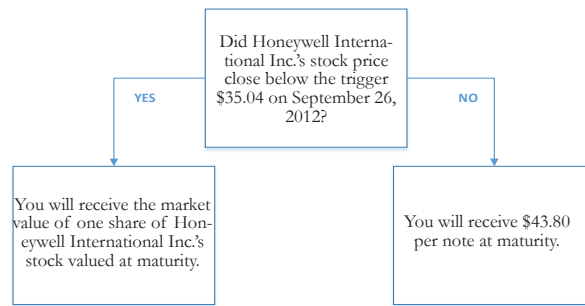 Did Honeywell Interna-
tional Inc.'s stock price
close below the trigger
$35.04 on September 26,
2012?
YES
NO
You will receive the market
value of one share of Hon-
eywell International Inc.'s
stock valued at maturity.
You will receive $43.80
per note at maturity.